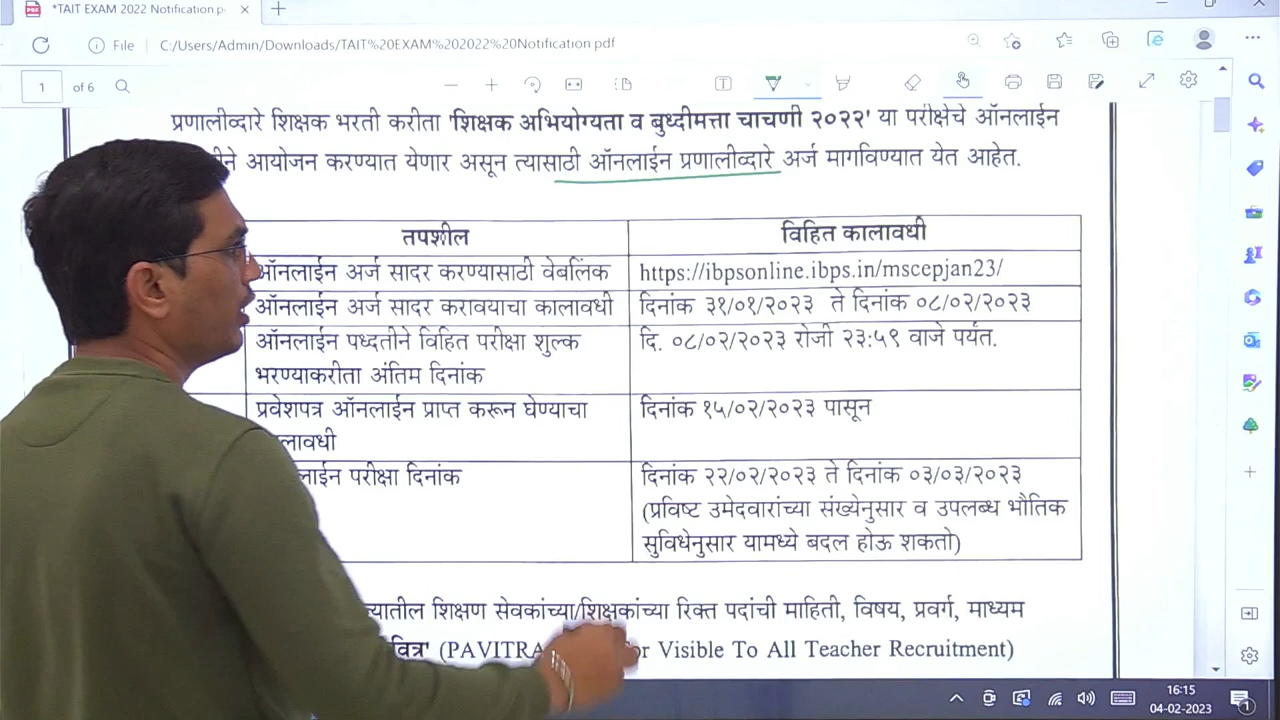 *TAIT EXAM 2022 Notification.p
File C:/Users/Admin/Downloads/TAIT%20EXAM%202022%20Notification pdf
1 of 6
प्रणालीव्दारे शिक्षक भरती करीता 'शिक्षक अभियोग्यता व बुध्दीमत्ता चाचणी २०२२' या परीक्षेचे ऑनलाईन
आयोजन करण्यात येणार असून त्यासाठी ऑनलाईन प्रणालीव्दारे अर्ज मागविण्यात येत आहेत.
तपशील विहित कालावधी
ऑनलाईन अर्ज सादर करण्यासाठी वेबलिंक https://ibpsonline.ibps.in/mscepjan23/
ऑनलाईन अर्ज सादर करावयाचा कालावधी दिनांक ३१/०१/२०२३ ते दिनांक ०८/०२/२०२३
ऑनलाईन पध्दतीने विहित परीक्षा शुल्क दि. ०८/०२/२०२३ रोजी २३:५९ वाजे पर्यंत.
भरण्याकरीता अंतिम दिनांक
प्रवेशपत्र ऑनलाईन प्राप्त करून घेण्याचा दिनांक १५/०२/२०२३ पासून
लावधी
लाईन परीक्षा दिनांक दिनांक २२/०२/२०२३ ते दिनांक ०३/०३/२०२३
(प्रविष्ट उमेदवारांच्या संख्येनुसार व उपलब्ध भौतिक
सुविधेनुसार यामध्ये बदल होऊ शकतो)
यातील शिक्षण सेवकांच्या/शिक्षकांच्या रिक्त पदांची माहिती, विषय, प्रवर्ग, माध्यम
वित्र' (PAVITRA or Visible To All Teacher Recruitment)
16:15
04-02-2023
1